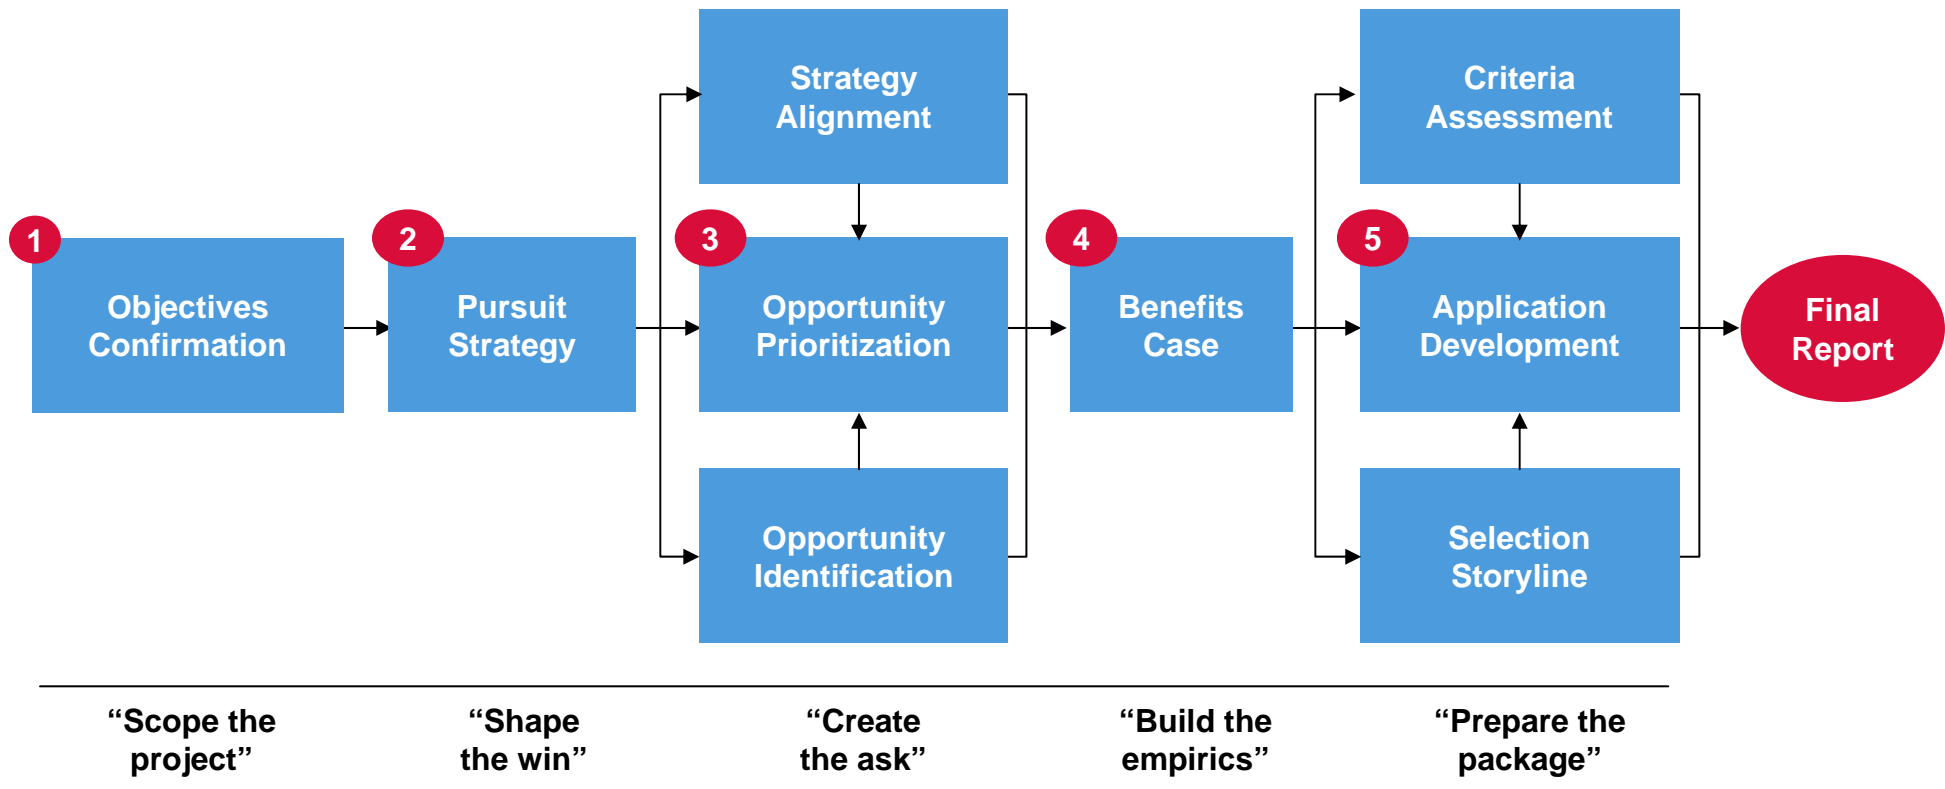 Strategy
Alignment
Criteria
Assessment
1
Objectives
Confirmation
2
Pursuit
Strategy
3
Opportunity
Prioritization
4
Benefits
Case
5
Application
Development
Final
Report
Opportunity
Identification
Selection
Storyline
“Scope the
project”
“Shape
the win”
“Create
the ask”
“Build the
empirics”
“Prepare the
package”